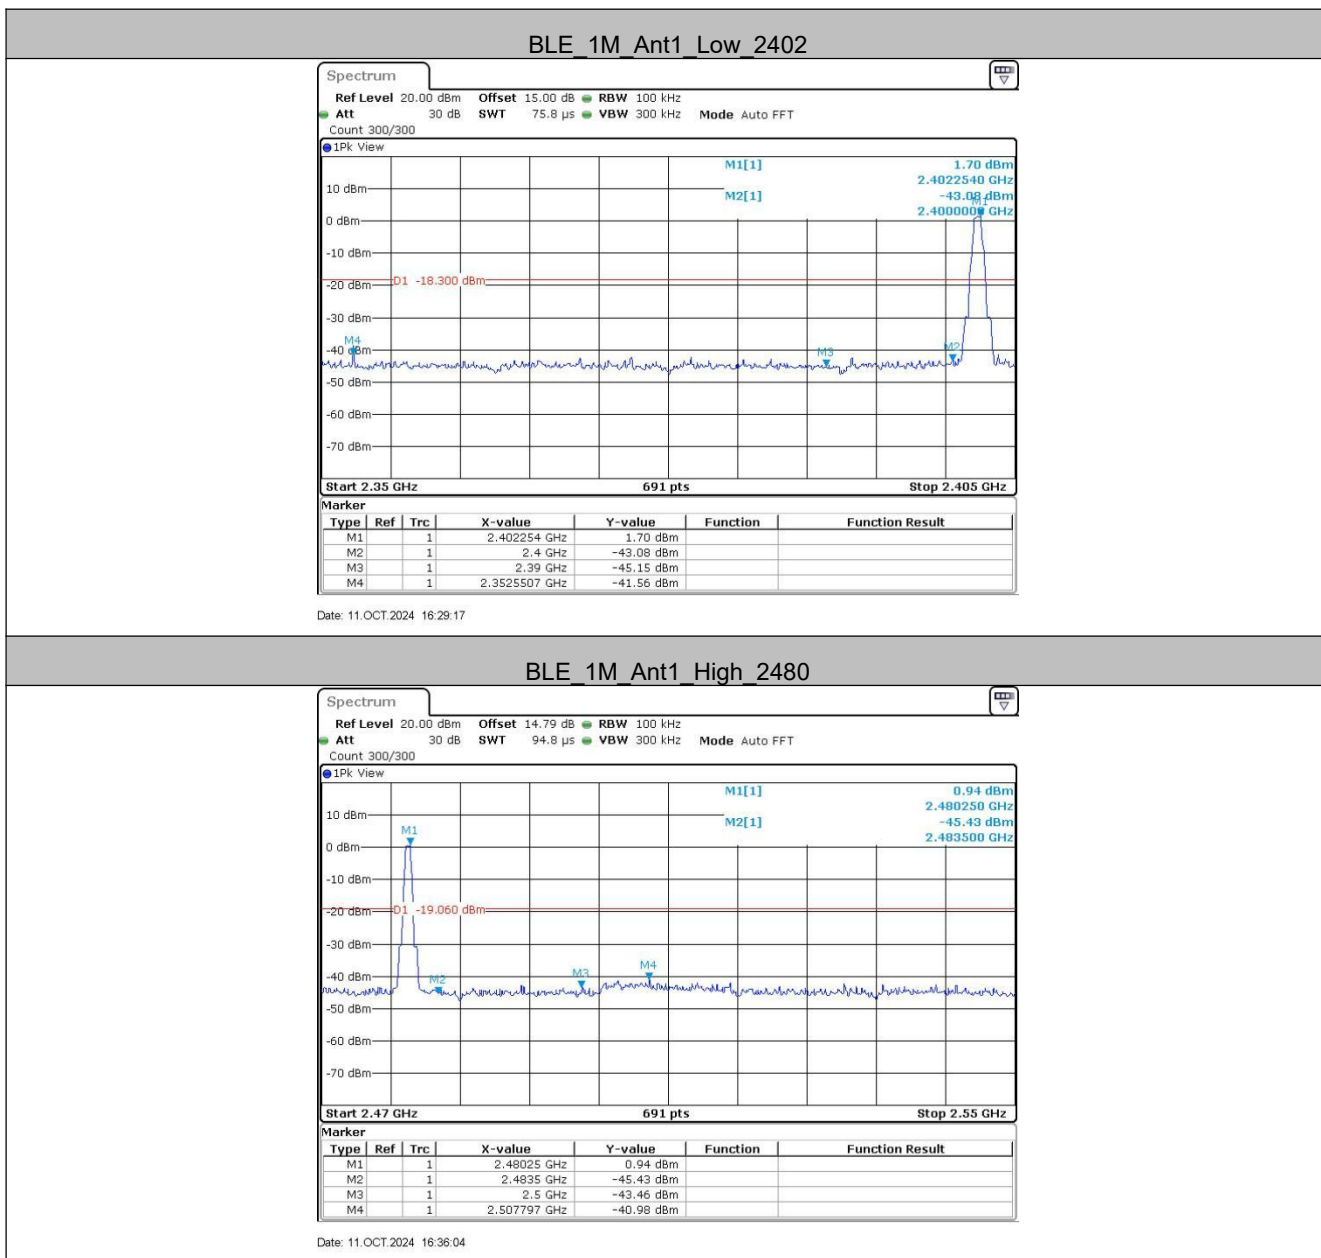 BLE_1M_Ant1_Low_2402
Spectrum
Ref Level 20.00 dBm Offset 15.00 dB RBW 100 kHz
Att 30 dB SWT 75.8 µs VBW 300 kHz Mode Auto FFT
Count 300/300
1Pk View
M1[1] 1.70 dBm
2.4022540 GHz
10 dBm
M2[1] -43.08 dBm
M1
2.4000000 GHz
0 dBm
-10 dBm
D1 -18.300 dBm
-20 dBm
-30 dBm
M4
-40 dBm
M3
M2
-50 dBm
-60 dBm
-70 dBm
Start 2.35 GHz 691 pts Stop 2.405 GHz
Marker
Type Ref Trc X-value Y-value Function Function Result
M1 1 2.402254 GHz 1.70 dBm
M2 1 2.4 GHz -43.08 dBm
M3 1 2.39 GHz -45.15 dBm
M4 1 2.3525507 GHz -41.56 dBm
Date: 11.OCT.2024 16:29:17
BLE_1M_Ant1_High_2480
Spectrum
Ref Level 20.00 dBm Offset 14.79 dB RBW 100 kHz
Att 30 dB SWT 94.8 µs VBW 300 kHz Mode Auto FFT
Count 300/300
1Pk View
M1[1] 0.94 dBm
2.480250 GHz
10 dBm
M2[1] -45.43 dBm
M1
2.483500 GHz
0 dBm
-10 dBm
-20 dBm
D1 -19.060 dBm
-30 dBm
M4
-40 dBm
M2
M3
-50 dBm
-60 dBm
-70 dBm
Start 2.47 GHz 691 pts Stop 2.55 GHz
Marker
Type Ref Trc X-value Y-value Function Function Result
M1 1 2.48025 GHz 0.94 dBm
M2 1 2.4835 GHz -45.43 dBm
M3 1 2.5 GHz -43.46 dBm
M4 1 2.507797 GHz -40.98 dBm
Date: 11.OCT.2024 16:36:04